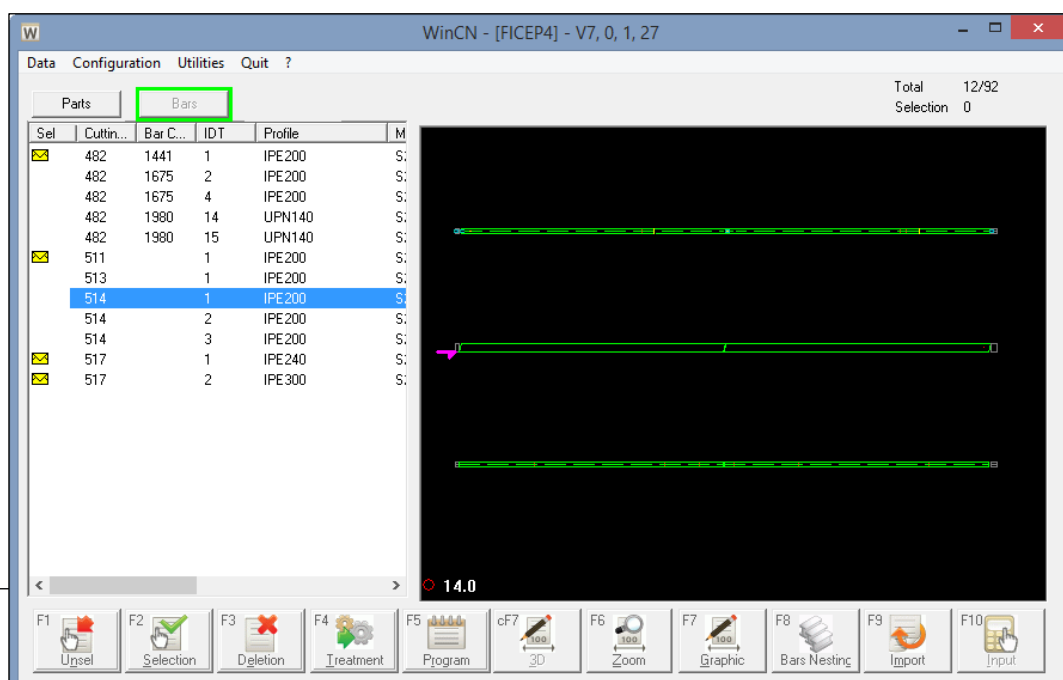 W WinCN - [FICEP4] - V7, 0, 1, 27
Data Configuration Utilities Quit ?
Total 12/92
Parts Bars
Selection 0
Sel Cuttin... Bar C... IDT Profile M
482 1441 1 IPE200 S
482 1675 2 IPE200 S
482 1675 4 IPE200 S
482 1980 14 UPN140 S
482 1980 15 UPN140 S
511 1 IPE200 S
513 1 IPE200 S
514 1 IPE200 S
514 2 IPE200 S
514 3 IPE200 S
517 1 IPE240 S
517 2 IPE300 S
14.0
F1 F2 F3 F4 F5 cF7 F6 F7 F8 F9 F10
100 100 100
Unsel Selection Deletion Treatment Program 3D Zoom Graphic Bars Nesting Import Input